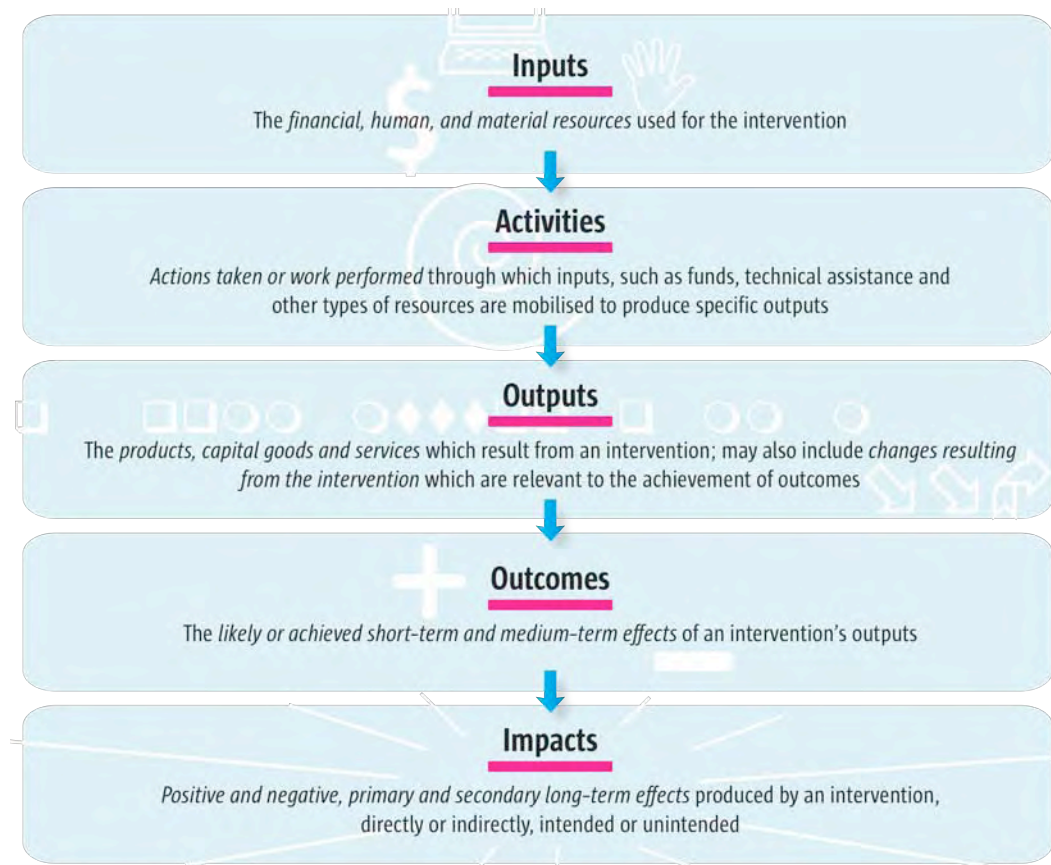 Inputs
The financial, human, and material resources used for the intervention
Activities
Actions taken or work performed through which inputs, such as funds, technical assistance and
other types of resources are mobilised to produce specific outputs
Outputs
The products, capital goods and services which result from an intervention; may also include changes resulting
from the intervention which are relevant to the achievement of outcomes
Outcomes
The likely or achieved short-term and medium-term effects of an intervention's outputs
Impacts
Positive and negative, primary and secondary long-term effects produced by an intervention,
directly or indirectly, intended or unintended